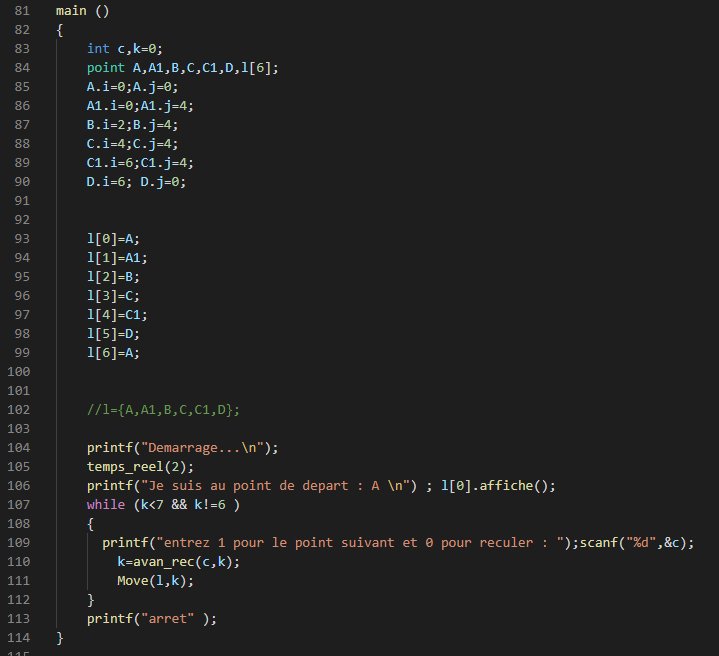 81 main ()
82 {
83 int c,k=0;
84 point A,A1,B,C,C1,D,l[6];
85 A.i=0;A.j=0;
86 A1.i=0;A1.j=4;
87 B.i=2;B.j=4;
88 C.i=4;C.j=4;
89 C1.i=6;C1.j=4;
90 D.i=6; D.j=0;
91
92
93 l[0]=A;
94 l[1]=A1;
95 l[2]=B;
96 l[3]=C;
97 l[4]=C1;
98 l[5]=D;
99 l[6]=A;
100
101
102 //l={A,A1,B,C,C1,D};
103
104 printf("Demarrage...\n");
105 temps_reel(2);
106 printf("Je suis au point de depart : A \n") ; l[0].affiche();
107 while (k<7 && k!=6 )
108 {
109 printf("entrez 1 pour le point suivant et 0 pour reculer : ");scanf("%d",&c);
110 k=avan_rec(c,k);
111 Move(l,k);
112 }
113 printf("arret" );
114 }
115